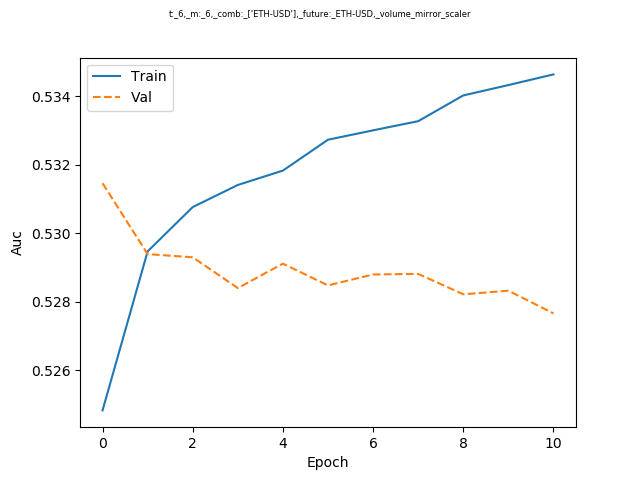 t:_6,_m:_6,_comb:_['ETH-USD'],_future:_ETH-USD,_volume_mirror_scaler
Train
Val
0.534
0.532
0.530
0.528
0.526
Auc
0 2 4 6 8 10
Epoch